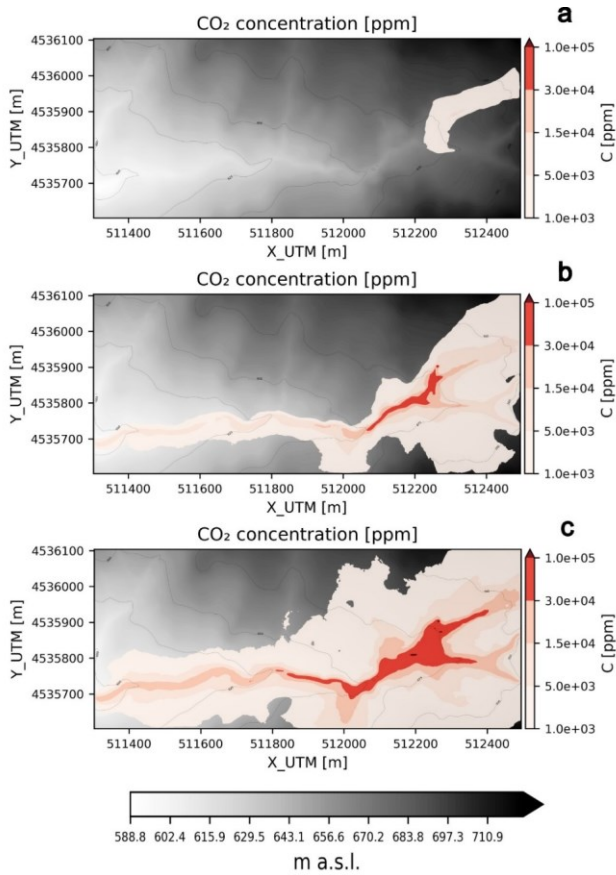 CO₂ concentration [ppm] a
4536100
4536000
4535900
4535800
4535700
Y_UTM [m]
511400 511600 511800 512000 512200 512400
X_UTM [m]
1.0e+05
3.0e+04
1.5e+04
5.0e+03
1.0e+03
C [ppm]
CO₂ concentration [ppm] b
4536100
4536000
4535900
4535800
4535700
Y_UTM [m]
511400 511600 511800 512000 512200 512400
X_UTM [m]
1.0e+05
3.0e+04
1.5e+04
5.0e+03
1.0e+03
C [ppm]
CO₂ concentration [ppm] c
4536100
4536000
4535900
4535800
4535700
Y_UTM [m]
511400 511600 511800 512000 512200 512400
X_UTM [m]
1.0e+05
3.0e+04
1.5e+04
5.0e+03
1.0e+03
C [ppm]
588.8 602.4 615.9 629.5 643.1 656.6 670.2 683.8 697.3 710.9
m a.s.l.